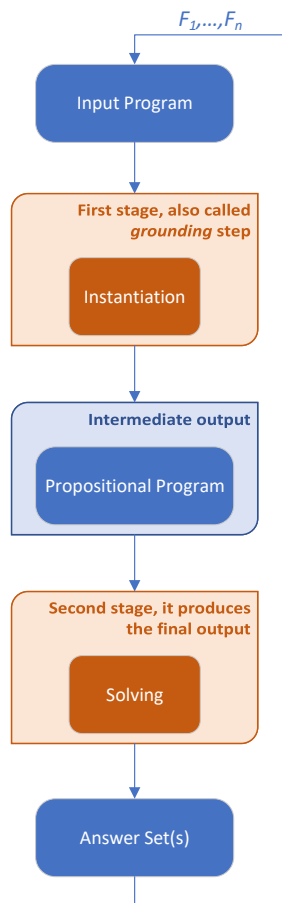 F1,...,Fn
Input Program
First stage, also called
grounding step
Instantiation
Intermediate output
Propositional Program
Second stage, it produces
the final output
Solving
Answer Set(s)